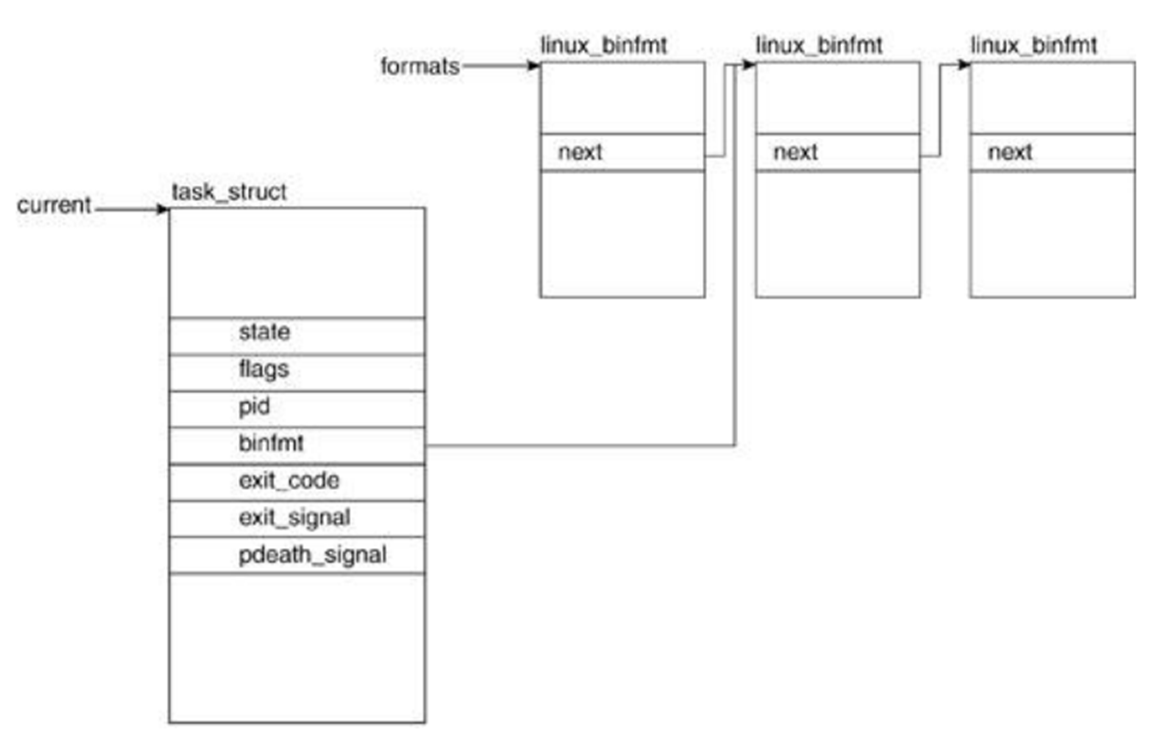 linux_binfmt
linux_binfmt
linux_binfmt
formats
next
next
next
task_struct
current
state
flags
pid
binfmt
exit_code
exit_signal
pdeath_signal